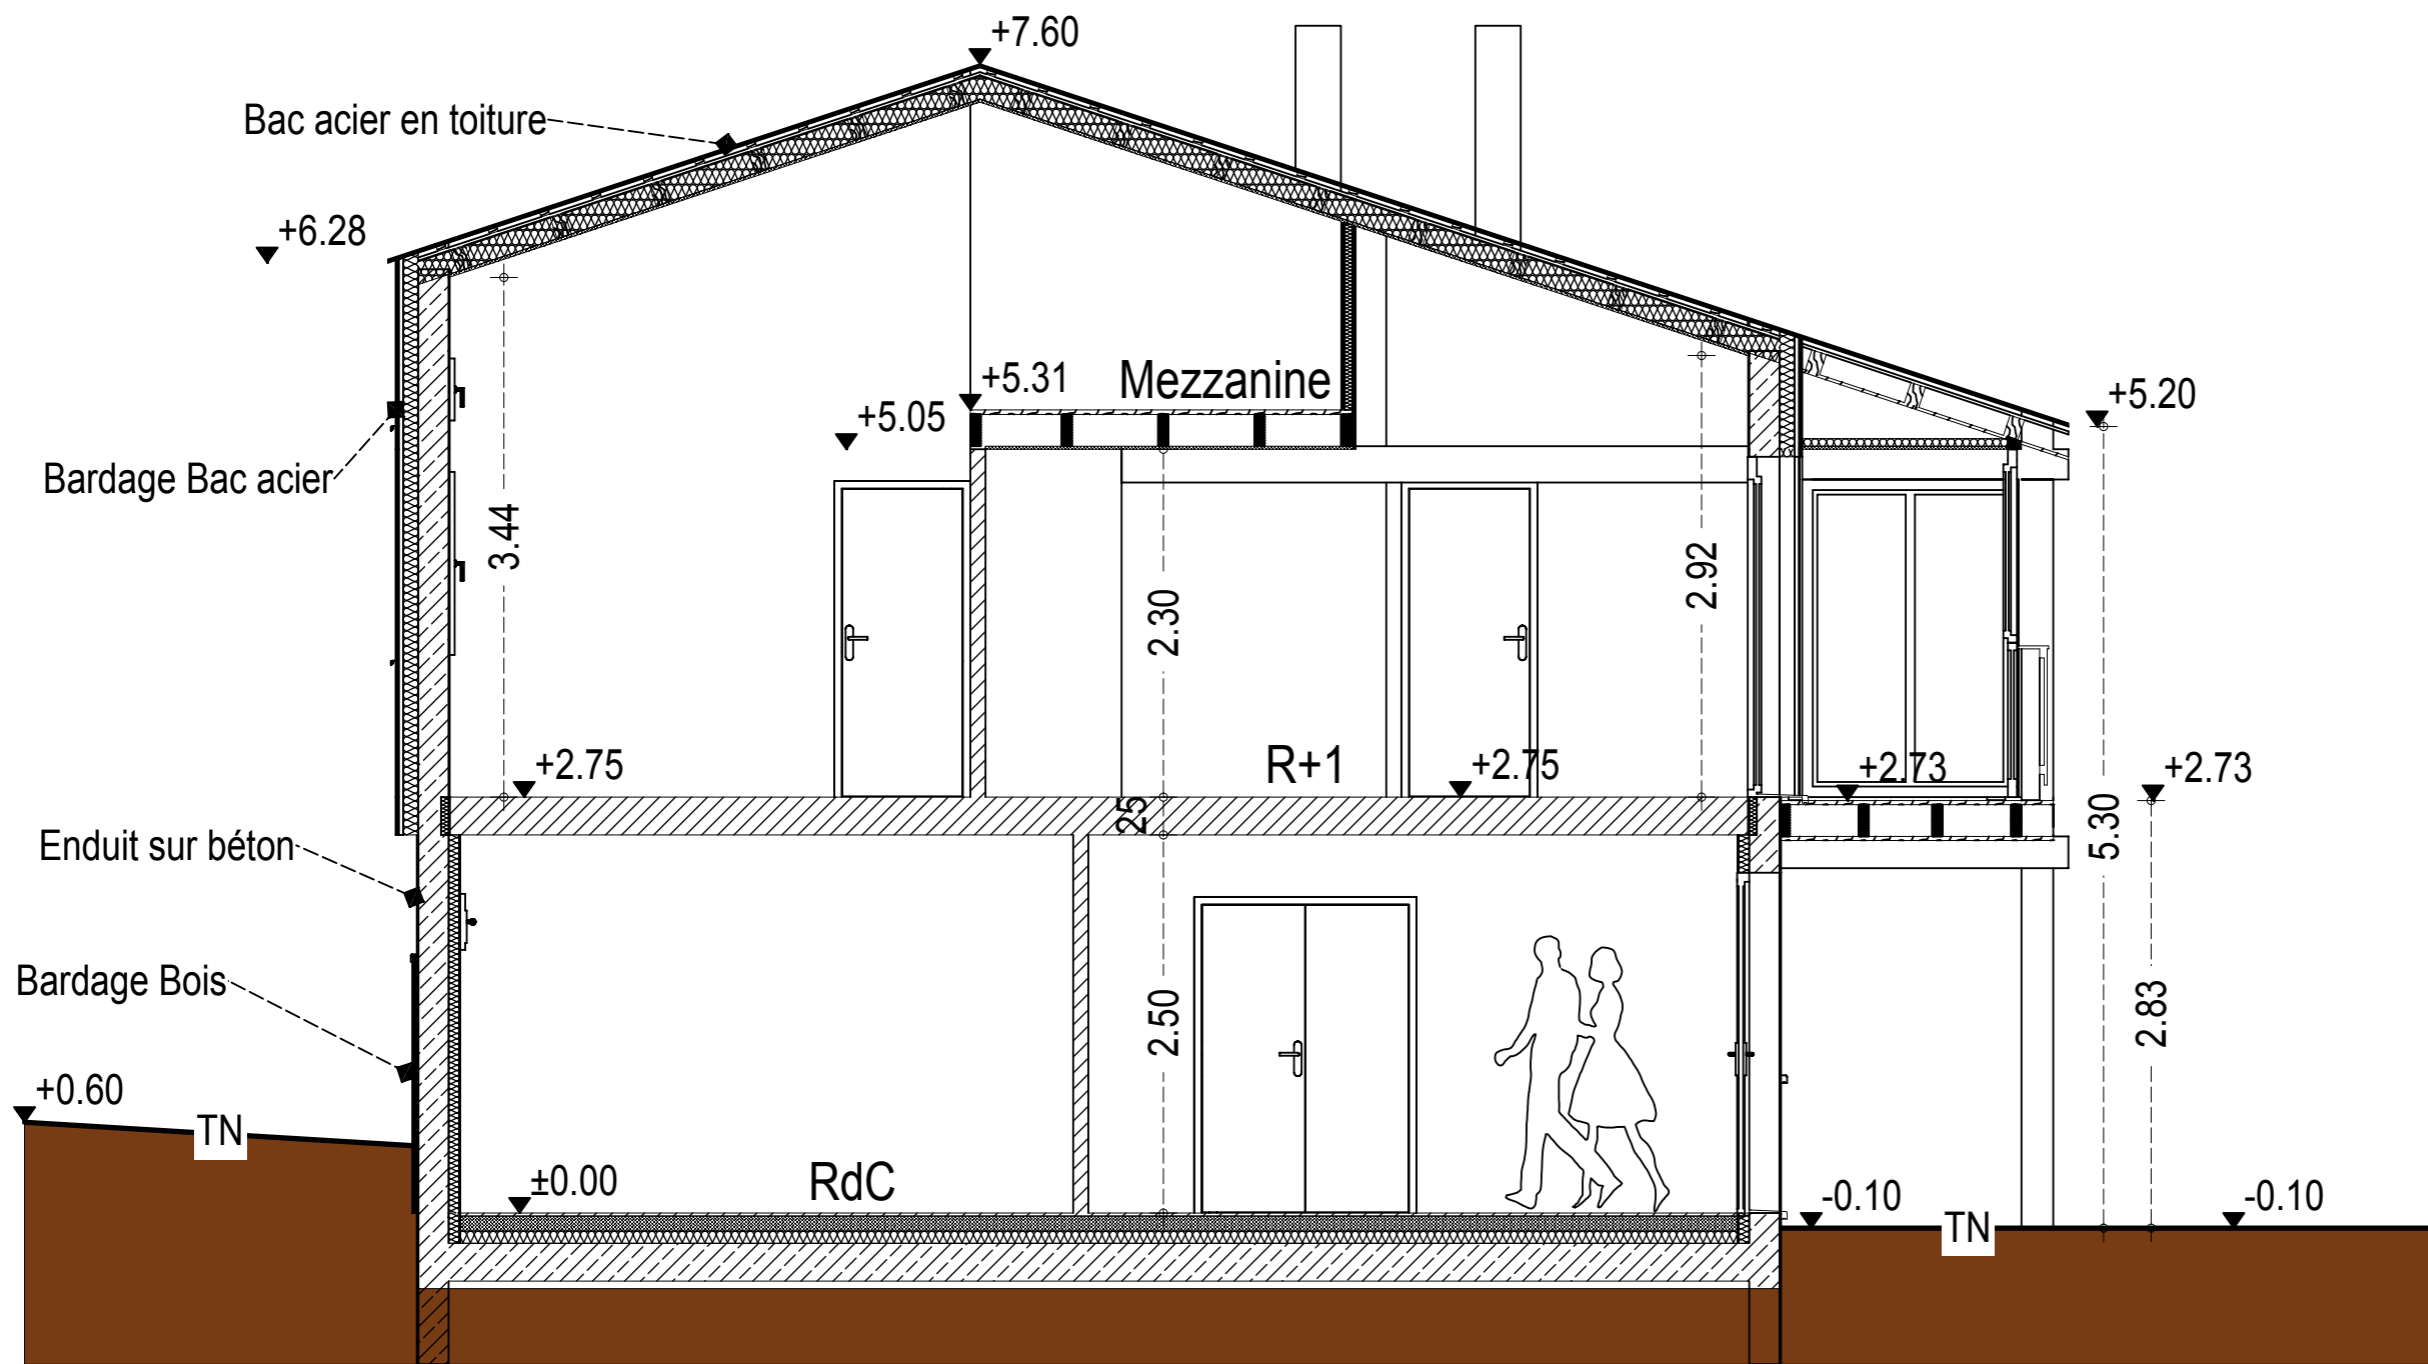 +7.60
Bac acier en toiture
+6.28
+5.31
Mezzanine
+5.20
+5.05
Bardage Bac acier
3.44
2.30
2.92
+2.75
R+1
+2.75
+2.73
+2.73
25
5.30
Enduit sur béton
Bardage Bois
2.50
2.83
+0.60
TN
±0.00
RdC
-0.10
TN
-0.10